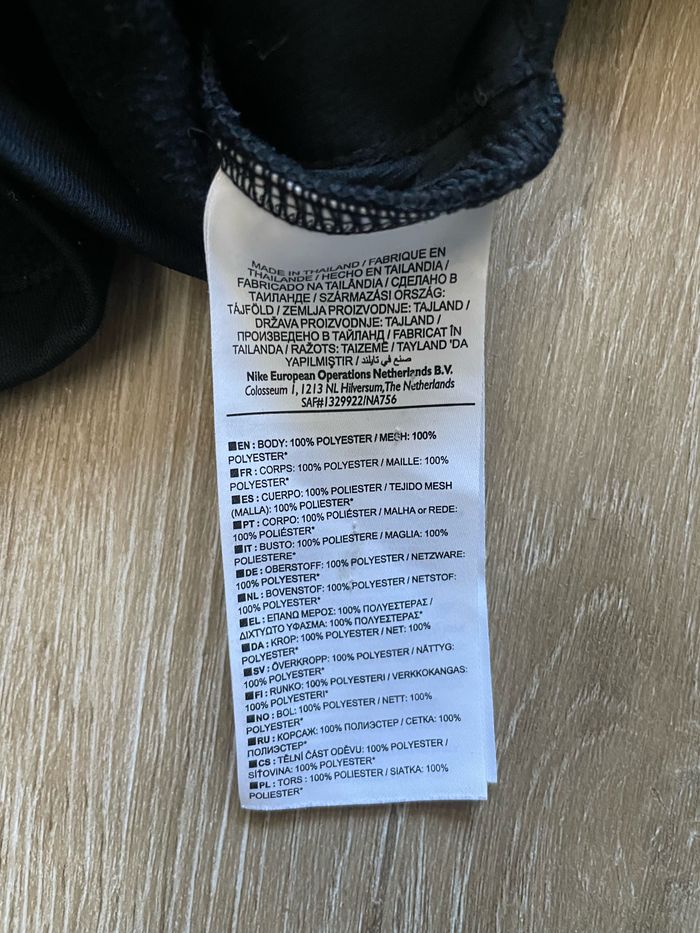 MADE IN THAILAND / FABRIQUE EN
THAILANDE / HECHO EN TAILANDIA /
FABRICADO NA TAILÂNDIA / СДЕЛАНО В
ТАИЛАНДЕ / SZÁRMAZÁSI ORSZÁG:
TÁJFÖLD / ZEMLJA PROIZVODNJE: TAJLAND /
DRŽAVA PROIZVODNJE: TAJLAND /
ПРОИЗВЕДЕНО В ТАЙЛАНД / FABRICAT ÎN
TAILANDA / RAŽOTS: TAIZEMĒ / TAYLAND 'DA
YAPILMIŞTIR / صنع في تايلند
Nike European Operations Netherlands B.V.
Colosseum 1, 1213 NL Hilversum, The Netherlands
SAF#1329922/NA756
EN : BODY: 100% POLYESTER / MESH: 100%
POLYESTER*
FR : CORPS: 100% POLYESTER / MAILLE: 100%
POLYESTER*
ES : CUERPO: 100% POLIESTER / TEJIDO MESH
(MALLA): 100% POLIESTER*
PT : CORPO: 100% POLIÉSTER / MALHA or REDE:
100% POLIÉSTER*
IT : BUSTO: 100% POLIESTERE / MAGLIA: 100%
POLIESTERE*
DE : OBERSTOFF: 100% POLYESTER / NETZWARE:
100% POLYESTER*
NL : BOVENSTOF: 100% POLYESTER / NETSTOF:
100% POLYESTER*
EL : ΕΠΑΝΩ ΜΕΡΟΣ: 100% ΠΟΛΥΕΣΤΕΡΑΣ /
ΔΙΧΤΥΩΤΟ ΥΦΑΣΜΑ: 100% ΠΟΛΥΕΣΤΕΡΑΣ*
DA : KROP: 100% POLYESTER / NET: 100%
POLYESTER*
SV : ÖVERKROPP: 100% POLYESTER / NÄTTYG:
100% POLYESTER*
FI : RUNKO: 100% POLYESTERI / VERKKOKANGAS:
100% POLYESTERI*
NO : BOL: 100% POLYESTER / NETT: 100%
POLYESTER*
RU : КОРСАЖ: 100% ПОЛИЭСТЕР / СЕТКА: 100%
ПОЛИЭСТЕР*
CS : TĚLNÍ ČÁST ODĚVU: 100% POLYESTER /
SÍŤOVINA: 100% POLYESTER*
PL : TORS : 100% POLIESTER / SIATKA: 100%
POLIESTER*